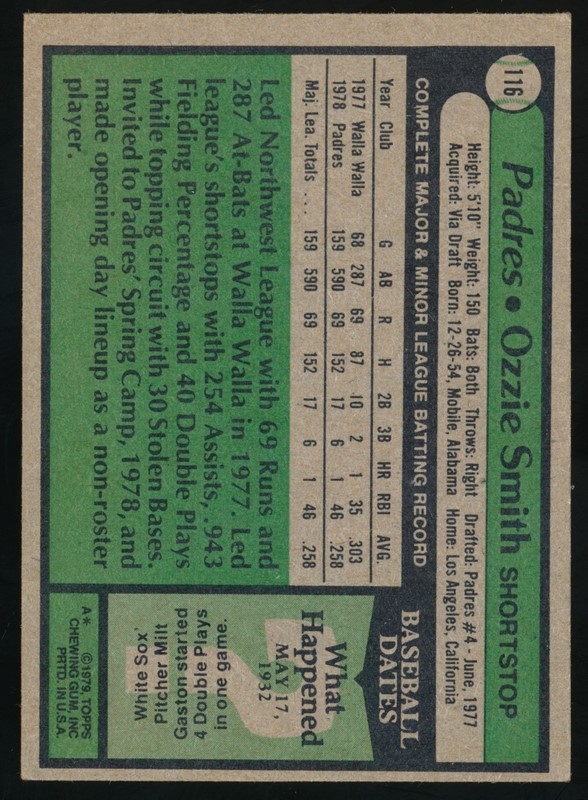 116
Padres • Ozzie Smith SHORTSTOP
Height: 5'10" Weight: 150 Bats: Both Throws: Right Drafted: Padres #4 - June, 1977
Acquired: Via Draft Born: 12-26-54, Mobile, Alabama Home: Los Angeles, California
COMPLETE MAJOR & MINOR LEAGUE BATTING RECORD
Year Club G AB R H 2B 3B HR RBI AVG.
1977 Walla Walla 68 287 69 87 10 2 1 35 .303
1978 Padres 159 590 69 152 17 6 1 46 .258
Maj. Lea. Totals . . . 159 590 69 152 17 6 1 46 .258
Led Northwest League with 69 Runs and
287 At-Bats at Walla Walla in 1977. Led
league's shortstops with 254 Assists, .943
Fielding Percentage and 40 Double Plays
while topping circuit with 30 Stolen Bases.
Invited to Padres' Spring Camp, 1978, and
made opening day lineup as a non-roster
player.
BASEBALL
DATES
What
Happened
MAY 17,
1932
White Sox'
Pitcher Milt
Gaston started
4 Double Plays
in one game.
A* ©1979, TOPPS
CHEWING GUM, INC
PRTD. IN U.S.A.